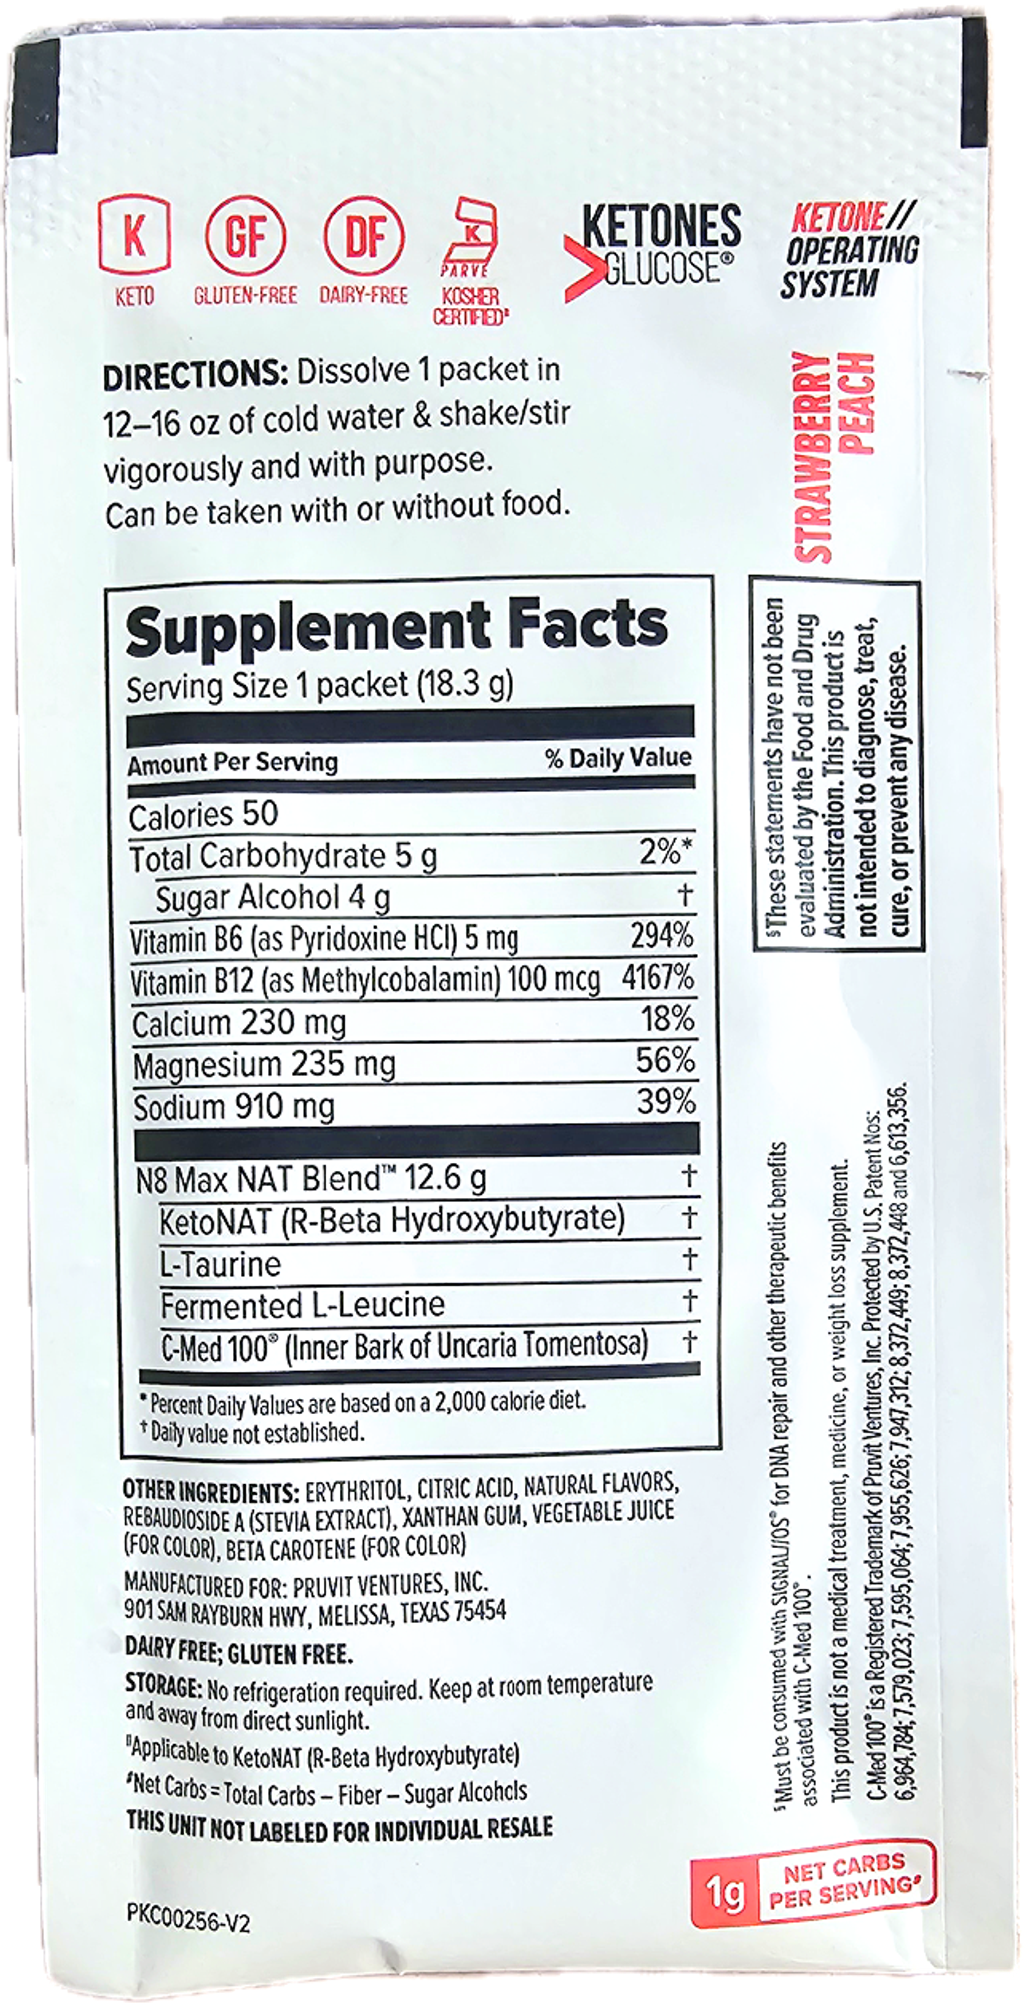 K
KETO
GF
GLUTEN-FREE
DF
DAIRY-FREE
K
PARVE
KOSHER
CERTIFIED‡
KETONES
>GLUCOSE®
KETONE//
OPERATING
SYSTEM
STRAWBERRY
PEACH
DIRECTIONS: Dissolve 1 packet in
12–16 oz of cold water & shake/stir
vigorously and with purpose.
Can be taken with or without food.
Supplement Facts
Serving Size 1 packet (18.3 g)
Amount Per Serving % Daily Value
Calories 50
Total Carbohydrate 5 g 2%*
Sugar Alcohol 4 g †
Vitamin B6 (as Pyridoxine HCl) 5 mg 294%
Vitamin B12 (as Methylcobalamin) 100 mcg 4167%
Calcium 230 mg 18%
Magnesium 235 mg 56%
Sodium 910 mg 39%
N8 Max NAT Blend™ 12.6 g †
KetoNAT (R-Beta Hydroxybutyrate) †
L-Taurine †
Fermented L-Leucine †
C-Med 100® (Inner Bark of Uncaria Tomentosa) †
* Percent Daily Values are based on a 2,000 calorie diet.
† Daily value not established.
OTHER INGREDIENTS: ERYTHRITOL, CITRIC ACID, NATURAL FLAVORS,
REBAUDIOSIDE A (STEVIA EXTRACT), XANTHAN GUM, VEGETABLE JUICE
(FOR COLOR), BETA CAROTENE (FOR COLOR)
MANUFACTURED FOR: PRUVIT VENTURES, INC.
901 SAM RAYBURN HWY, MELISSA, TEXAS 75454
DAIRY FREE; GLUTEN FREE.
STORAGE: No refrigeration required. Keep at room temperature
and away from direct sunlight.
‖Applicable to KetoNAT (R-Beta Hydroxybutyrate)
#Net Carbs = Total Carbs – Fiber – Sugar Alcohols
THIS UNIT NOT LABELED FOR INDIVIDUAL RESALE
PKC00256-V2
§These statements have not been
evaluated by the Food and Drug
Administration. This product is
not intended to diagnose, treat,
cure, or prevent any disease.
§Must be consumed with SIGNAL//OS® for DNA repair and other therapeutic benefits
associated with C-Med 100®.
This product is not a medical treatment, medicine, or weight loss supplement.
C-Med 100® is a Registered Trademark of Pruvit Ventures, Inc. Protected by U.S. Patent Nos:
6,964,784; 7,579,023; 7,595,064; 7,955,626; 7,947,312; 8,372,449; 8,372,448 and 6,613,356.
1g
NET CARBS
PER SERVING#